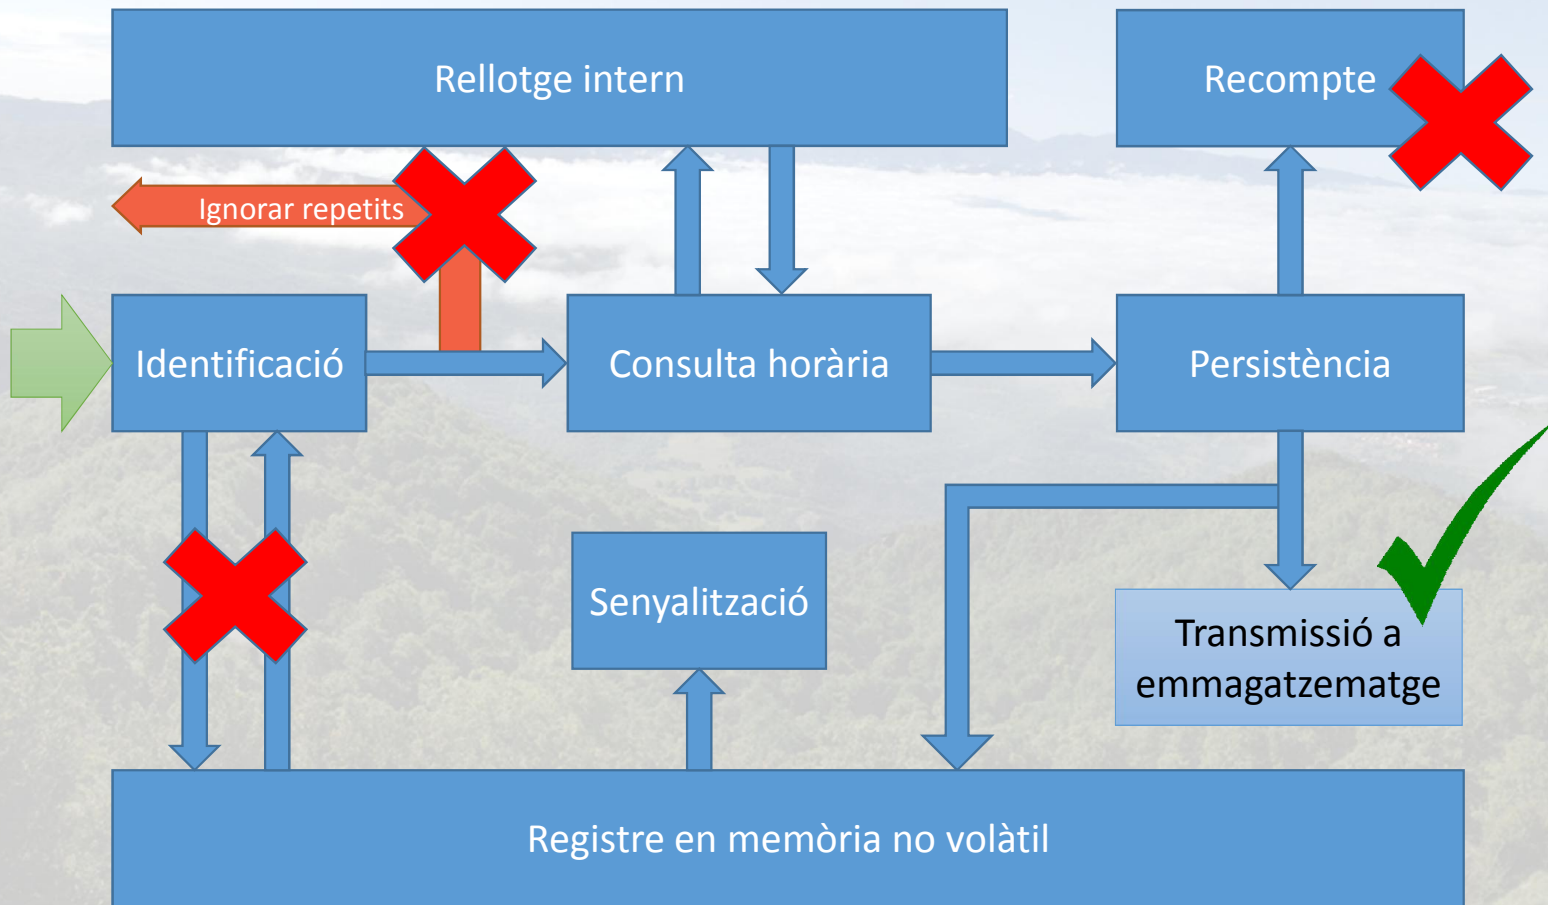 Rellotge intern
Recompte
Ignorar repetits
Identificació
Consulta horària
Persistència
Senyalització
Transmissió a
emmagatzematge
Registre en memòria no volàtil